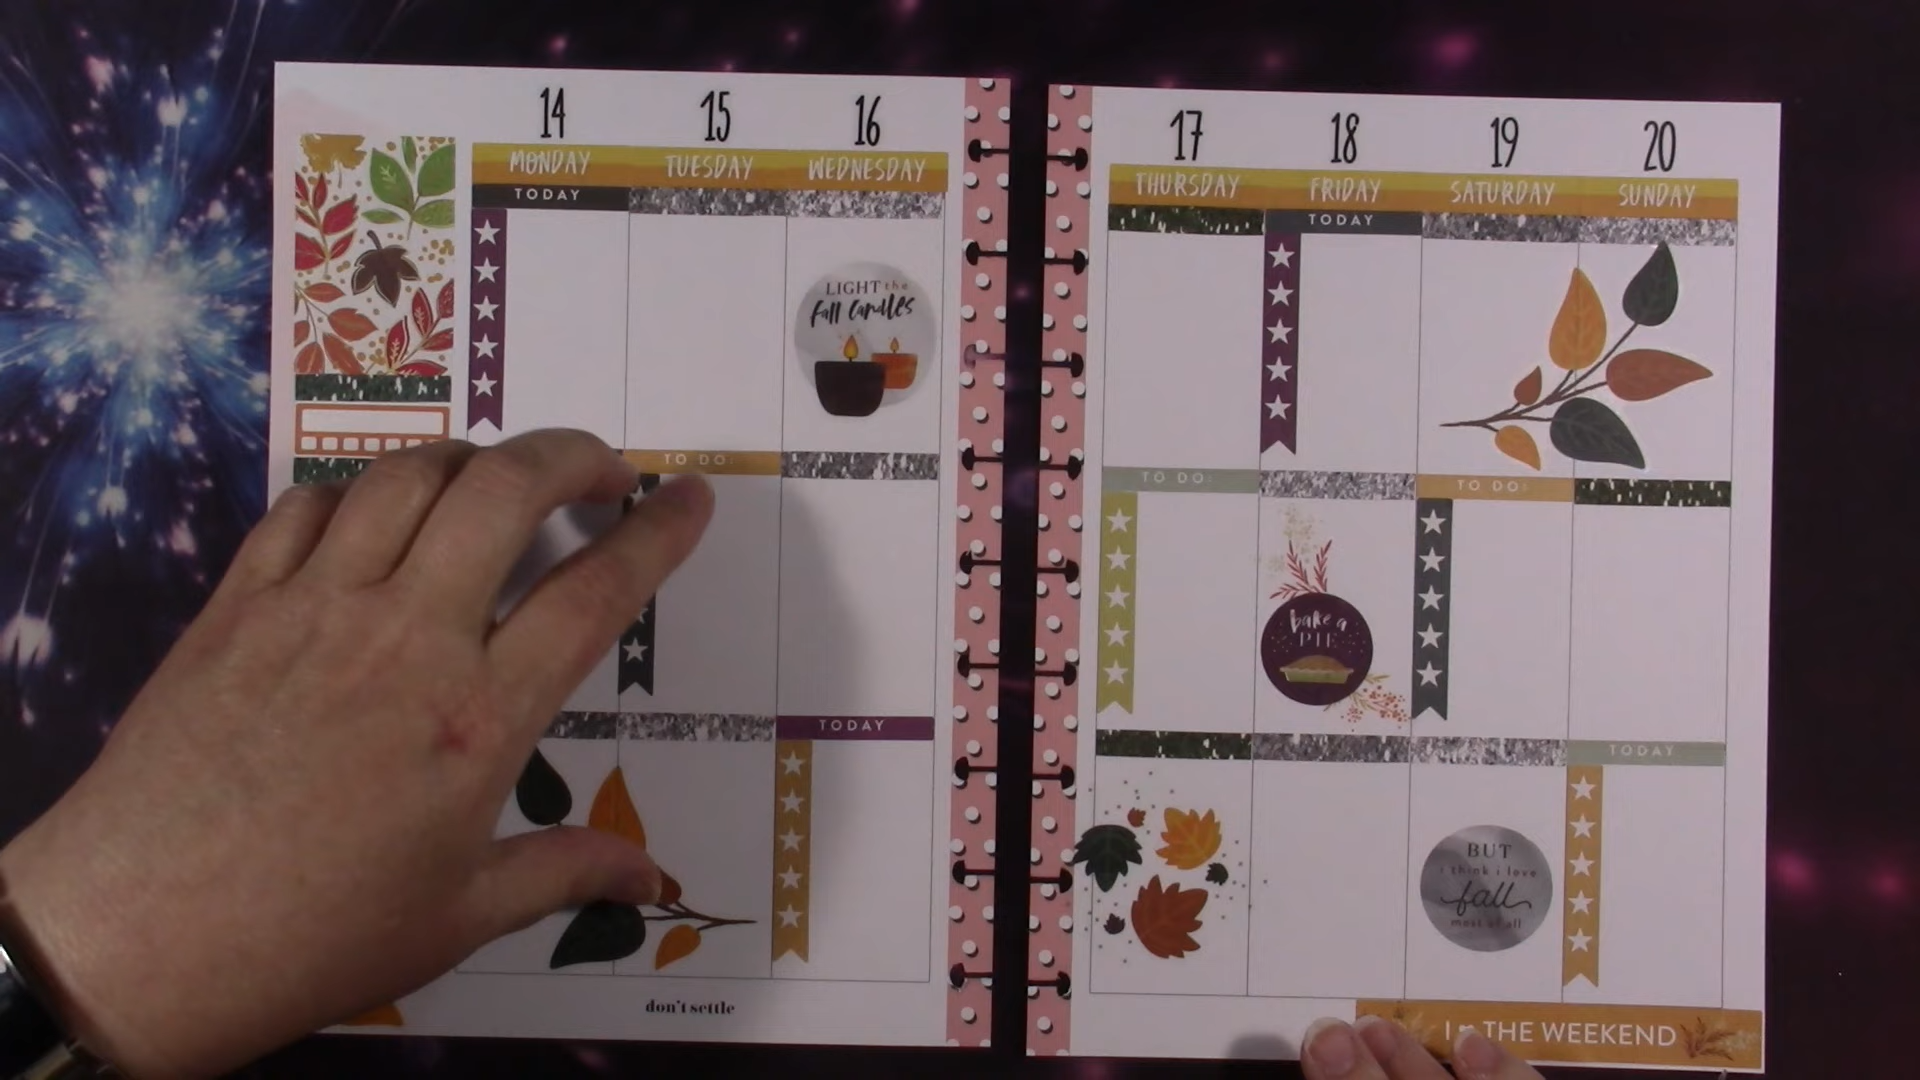 14 15 16
MONDAY TUESDAY WEDNESDAY
TODAY
LIGHT the
fall candles
TO DO:
TODAY
don't settle
17 18 19 20
THURSDAY FRIDAY SATURDAY SUNDAY
TODAY
TO DO:
TO DO:
bake a
PIE
TODAY
BUT
i think i love
fall
most of all
I ♥ THE WEEKEND